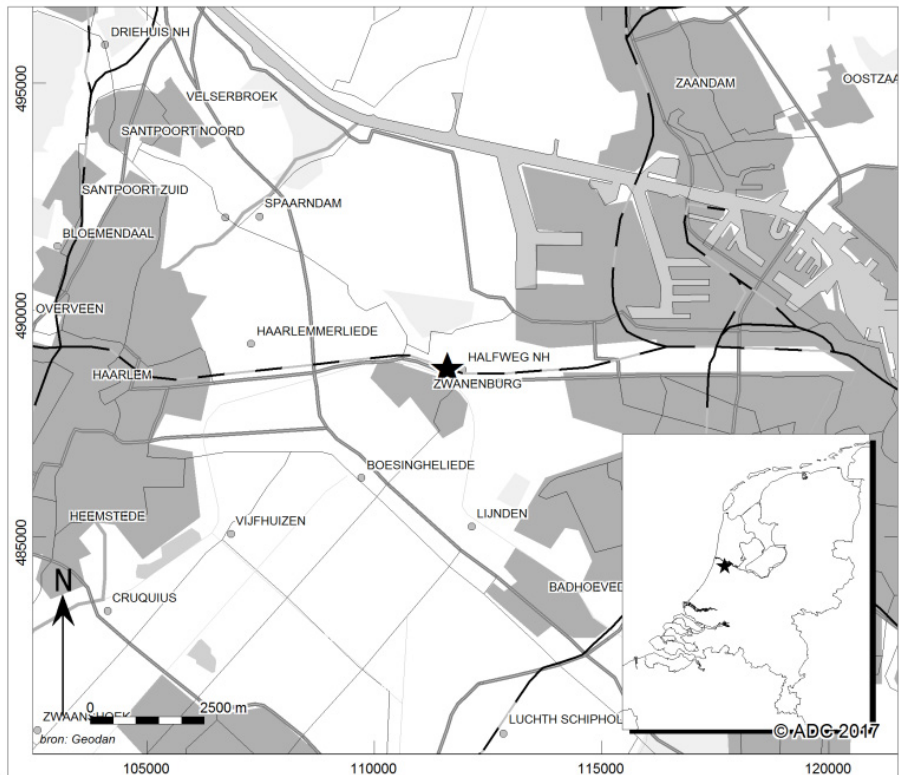 DRIEHUIS NH
495000
ZAANDAM
OOSTZAA
VELSERBROEK
SANTPOORT NOORD
SANTPOORT ZUID
SPAARNDAM
BLOEMENDAAL
490000
OVERVEEN
HAARLEMMERLIEDE
HALFWEG NH
HAARLEM
ZWANENBURG
BOESINGHELIEDE
HEEMSTEDE
VIJFHUIZEN
LIJNDEN
485000
N
BADHOEVED
CRUQUIUS
0
2500 m
ZWAANSHOEK
LUCHTH SCHIPHOL
bron: Geodan
© ADC 2017
105000
110000
115000
120000